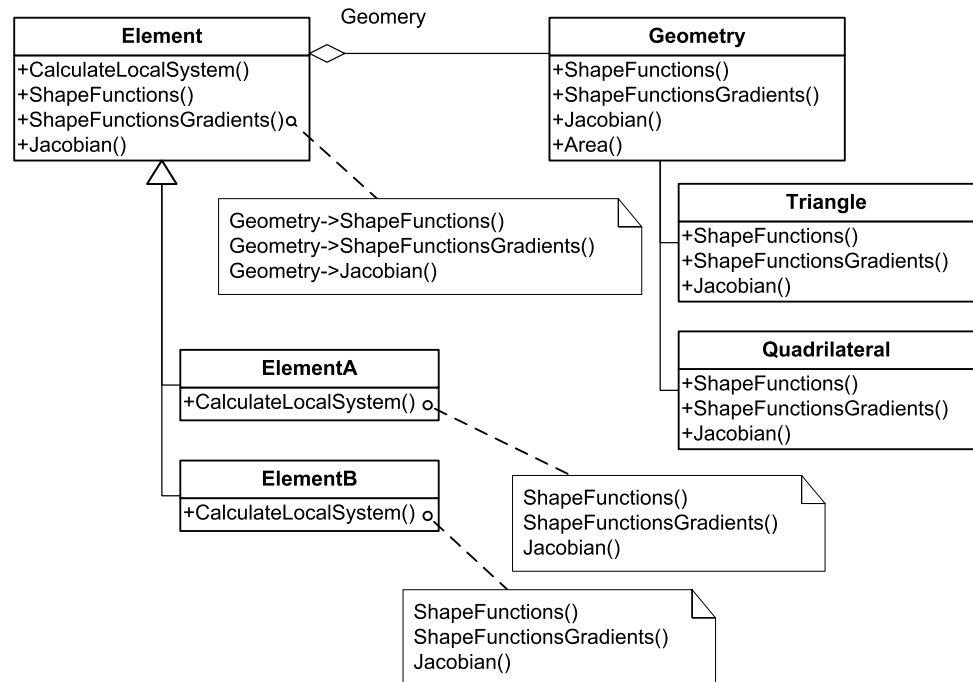 Geomery
Element
+CalculateLocalSystem()
+ShapeFunctions()
+ShapeFunctionsGradients()
+Jacobian()
Geometry
+ShapeFunctions()
+ShapeFunctionsGradients()
+Jacobian()
+Area()
Geometry->ShapeFunctions()
Geometry->ShapeFunctionsGradients()
Geometry->Jacobian()
Triangle
+ShapeFunctions()
+ShapeFunctionsGradients()
+Jacobian()
Quadrilateral
+ShapeFunctions()
+ShapeFunctionsGradients()
+Jacobian()
ElementA
+CalculateLocalSystem()
ElementB
+CalculateLocalSystem()
ShapeFunctions()
ShapeFunctionsGradients()
Jacobian()
ShapeFunctions()
ShapeFunctionsGradients()
Jacobian()